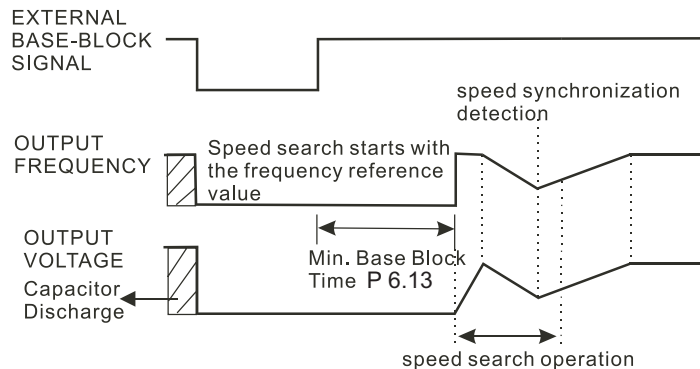 EXTERNAL
BASE-BLOCK
SIGNAL
speed synchronization
detection
OUTPUT
FREQUENCY
Speed search starts with
the frequency reference
value
OUTPUT
VOLTAGE
Min. Base Block
Time P 6.13
Capacitor
Discharge
speed search operation